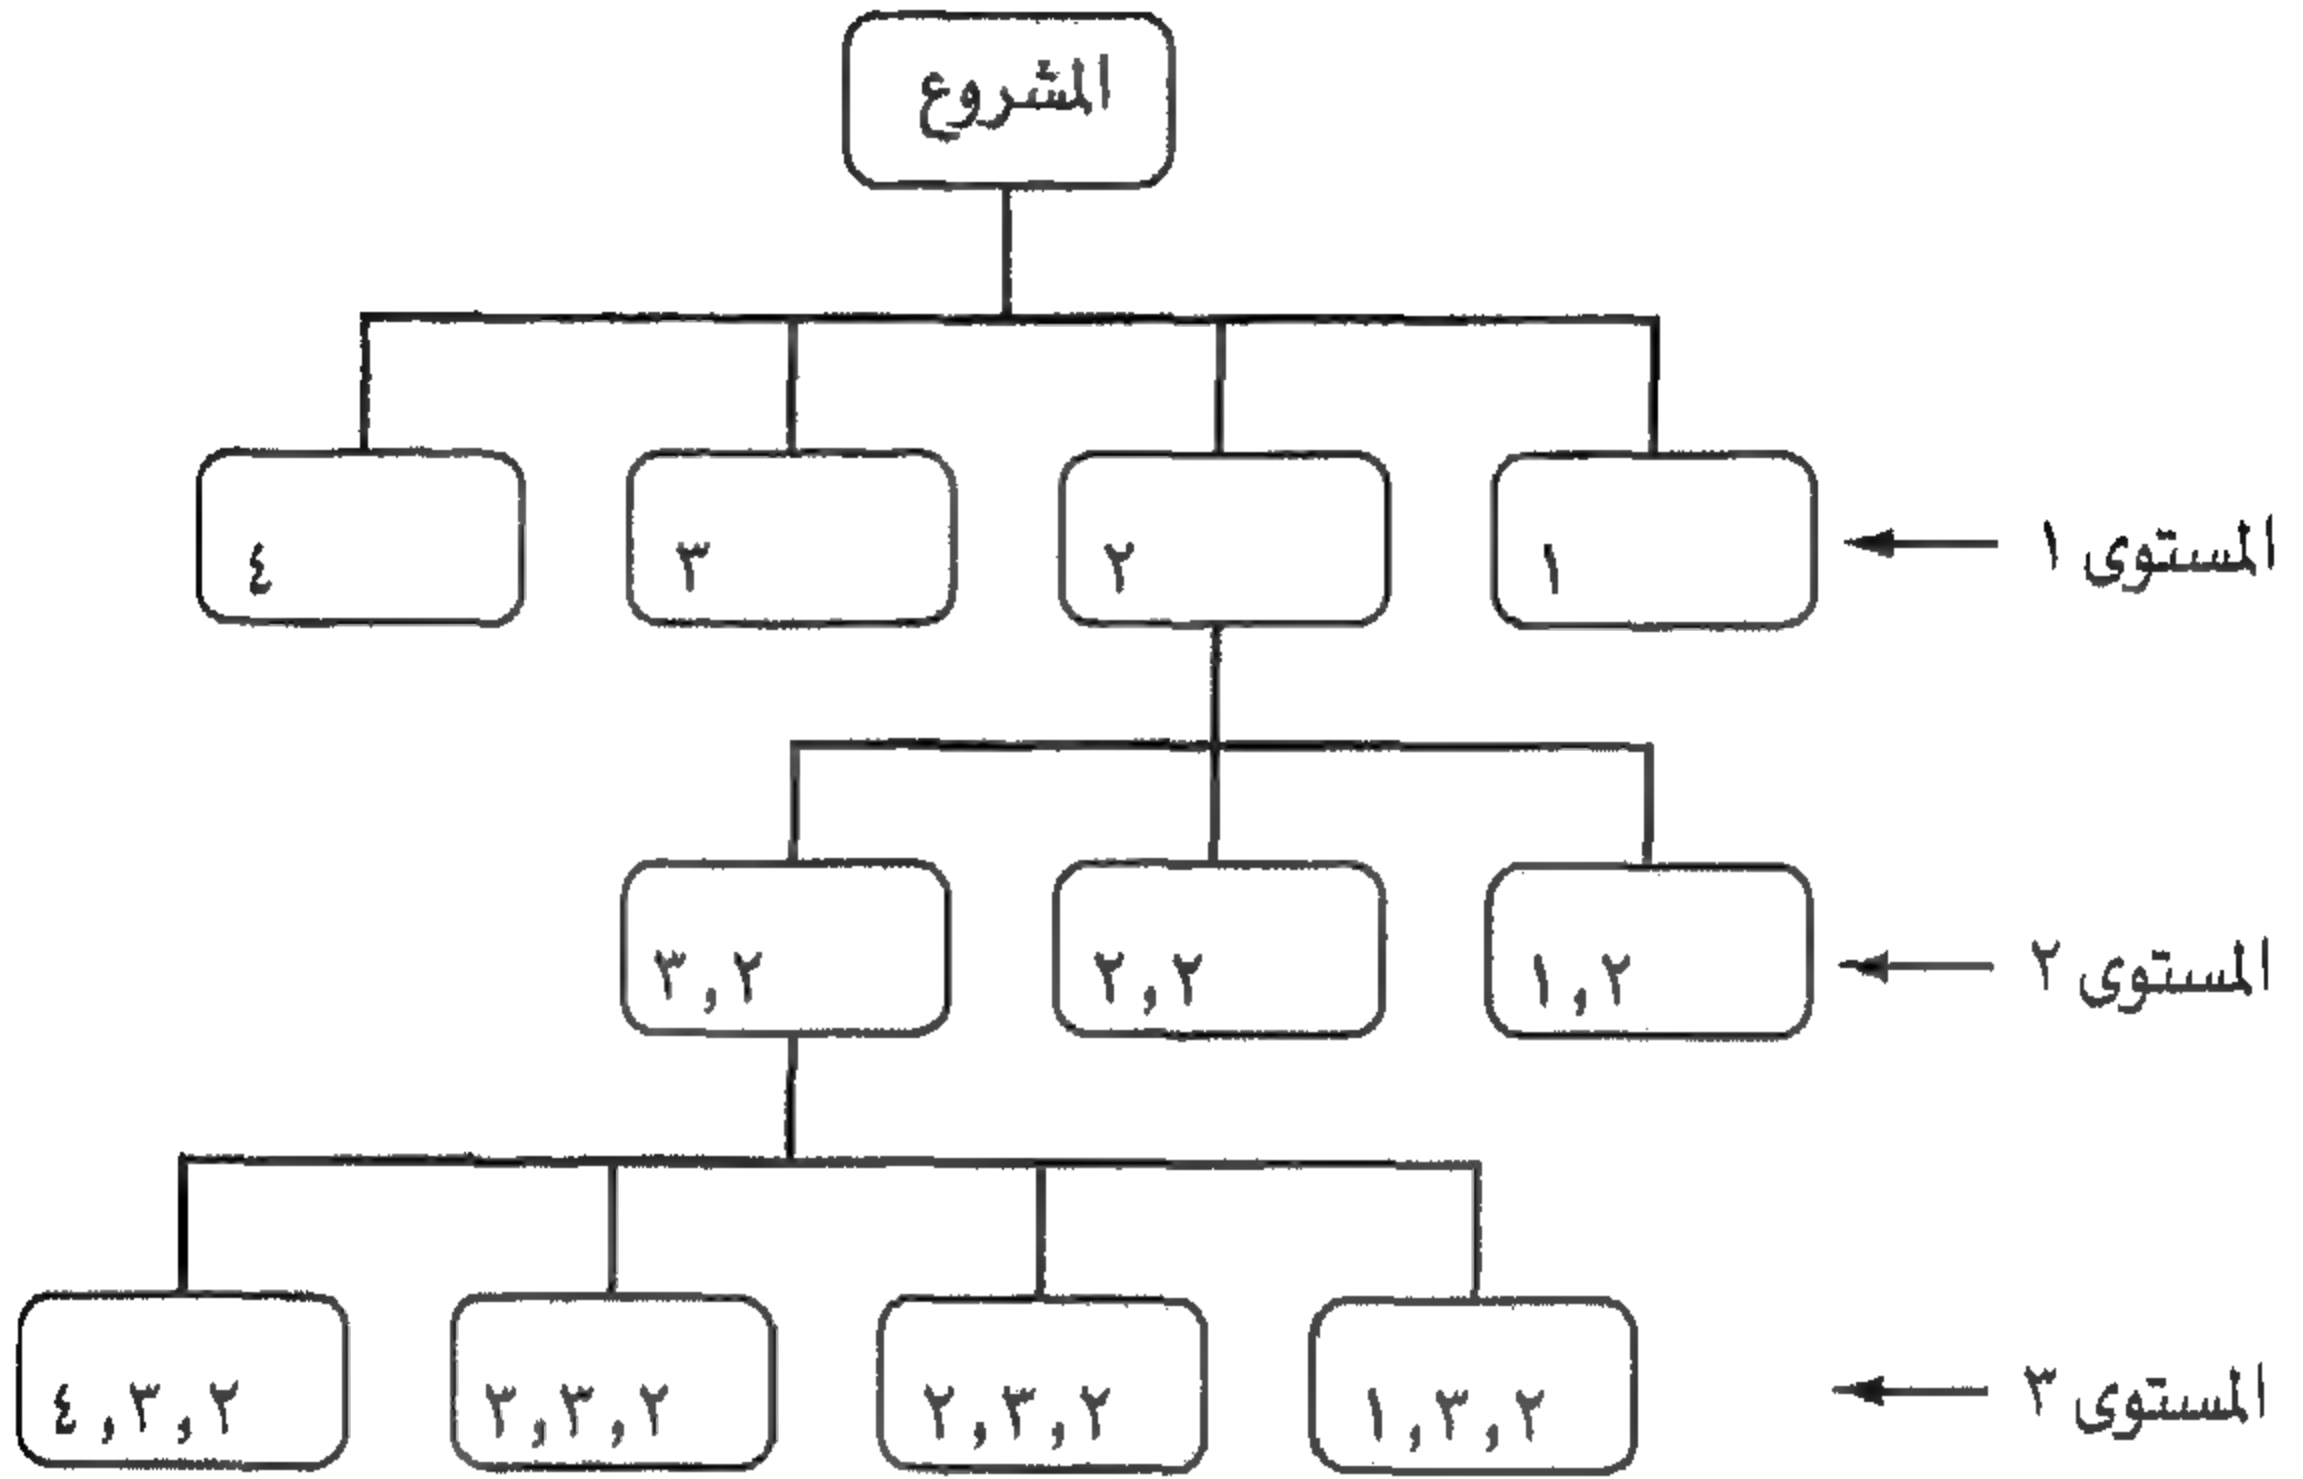 المشروع
المستوى ١
١
٢
٣
٤
المستوى ٢
٢,١
٢,٢
٢,٣
المستوى ٣
٢,٣,١
٢,٣,٢
٢,٣,٣
٢,٣,٤